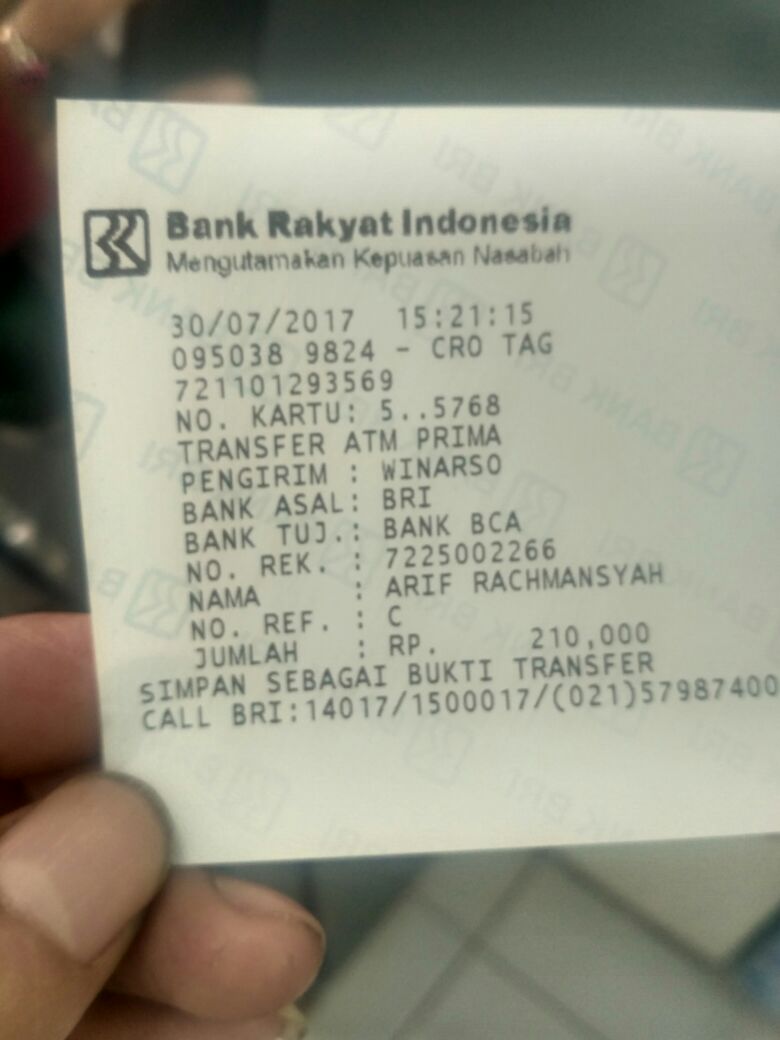 Bank Rakyat Indonesia
Mengutamakan Kepuasan Nasabah
30/07/2017 15:21:15
095038 9824 - CRO TAG
721101293569
NO. KARTU: 5..5768
TRANSFER ATM PRIMA
PENGIRIM : WINARSO
BANK ASAL: BRI
BANK TUJ.: BANK BCA
NO. REK. : 7225002266
NAMA : ARIF RACHMANSYAH
NO. REF. : C
JUMLAH : RP. 210,000
SIMPAN SEBAGAI BUKTI TRANSFER
CALL BRI:14017/1500017/(021)57987400